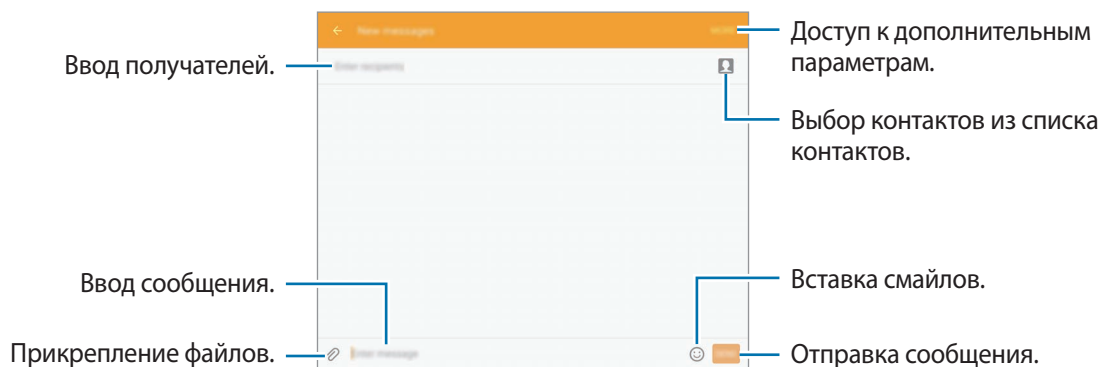 New messages
MORE
Доступ к дополнительным
параметрам.
Ввод получателей.
Enter recipients
Выбор контактов из списка
контактов.
Ввод сообщения.
Вставка смайлов.
Прикрепление файлов.
Enter message
Отправка сообщения.